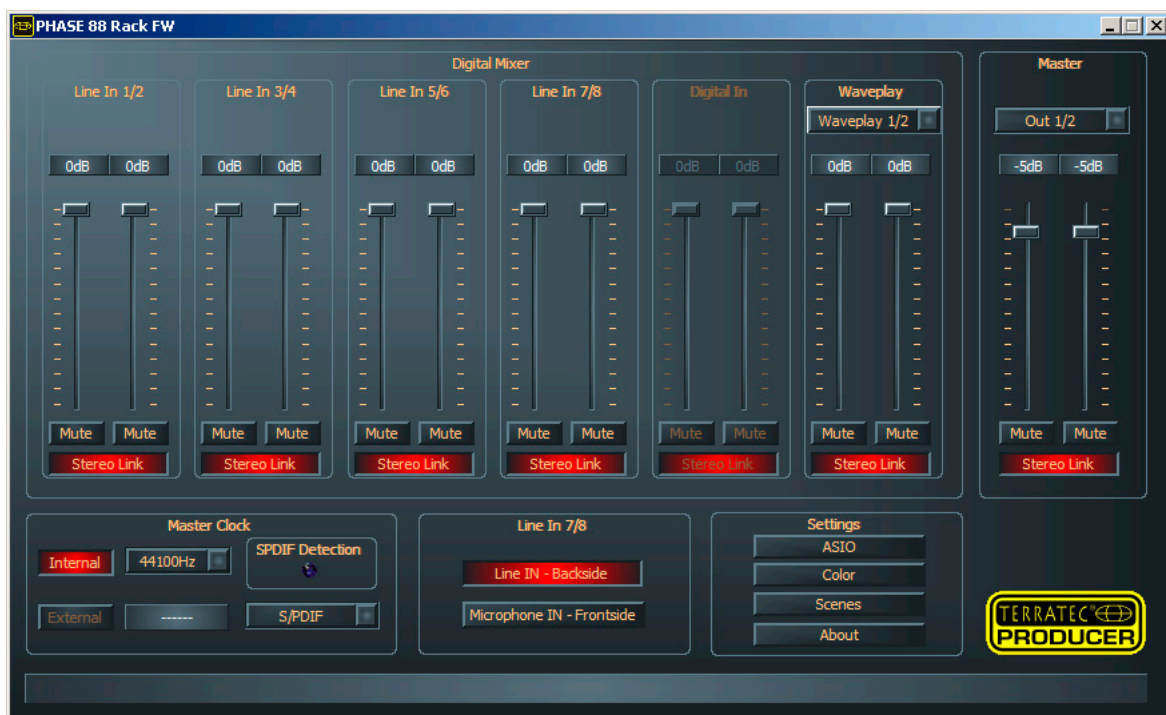 PHASE 88 Rack FW
Digital Mixer
Master
Line In 1/2
Line In 3/4
Line In 5/6
Line In 7/8
Digital In
Waveplay
Waveplay 1/2
Out 1/2
0dB 0dB
0dB 0dB
0dB 0dB
0dB 0dB
0dB 0dB
0dB 0dB
-5dB -5dB
Mute Mute
Mute Mute
Mute Mute
Mute Mute
Mute Mute
Mute Mute
Mute Mute
Stereo Link
Stereo Link
Stereo Link
Stereo Link
Stereo Link
Stereo Link
Stereo Link
Master Clock
Internal
44100Hz
SPDIF Detection
External
------
S/PDIF
Line In 7/8
Line IN - Backside
Microphone IN - Frontside
Settings
ASIO
Color
Scenes
About
TERRATEC®
PRODUCER